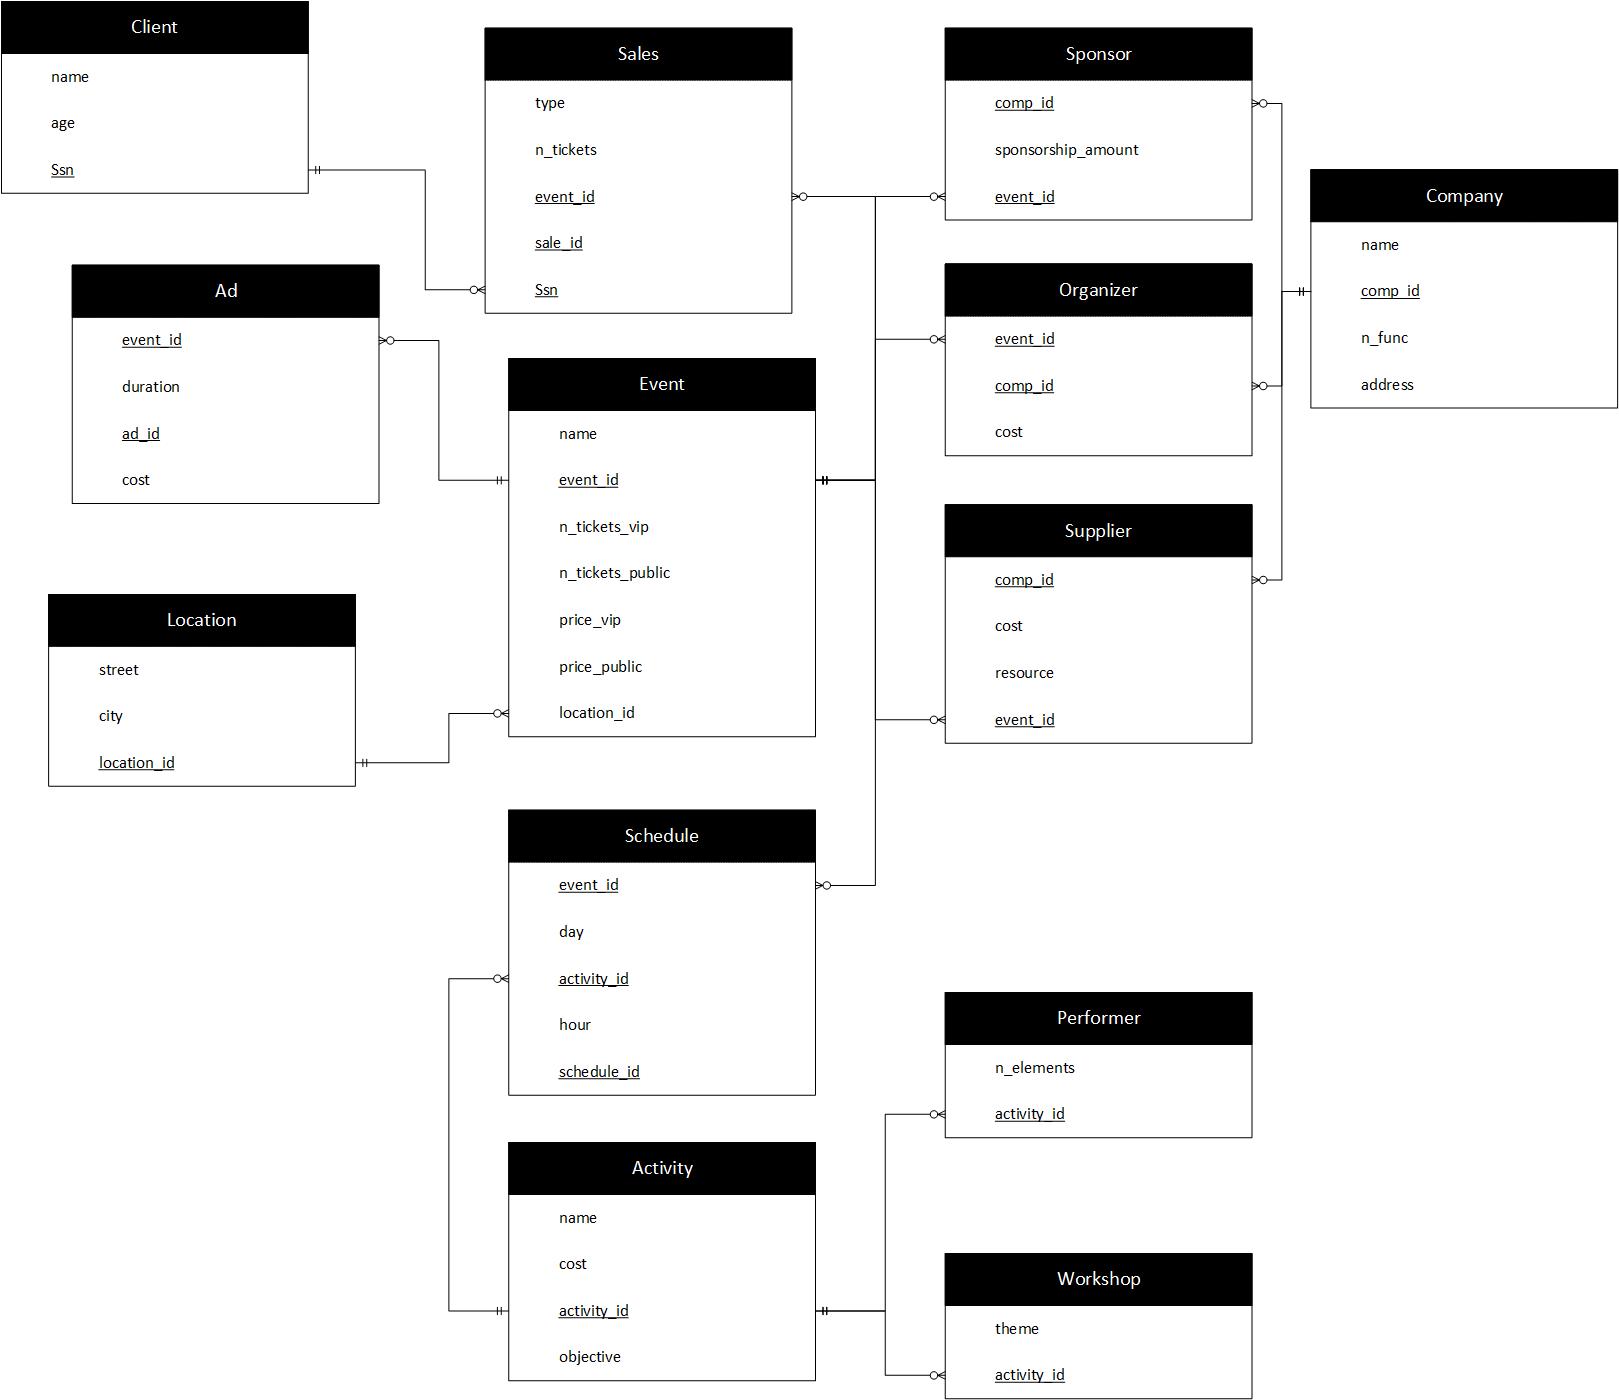 Client
name
age
Ssn
Sales
type
n_tickets
event_id
sale_id
Ssn
Sponsor
comp_id
sponsorship_amount
event_id
Company
name
comp_id
n_func
address
Ad
event_id
duration
ad_id
cost
Organizer
event_id
comp_id
cost
Event
name
event_id
n_tickets_vip
n_tickets_public
price_vip
price_public
location_id
Supplier
comp_id
cost
resource
event_id
Location
street
city
location_id
Schedule
event_id
day
activity_id
hour
schedule_id
Performer
n_elements
activity_id
Activity
name
cost
activity_id
objective
Workshop
theme
activity_id